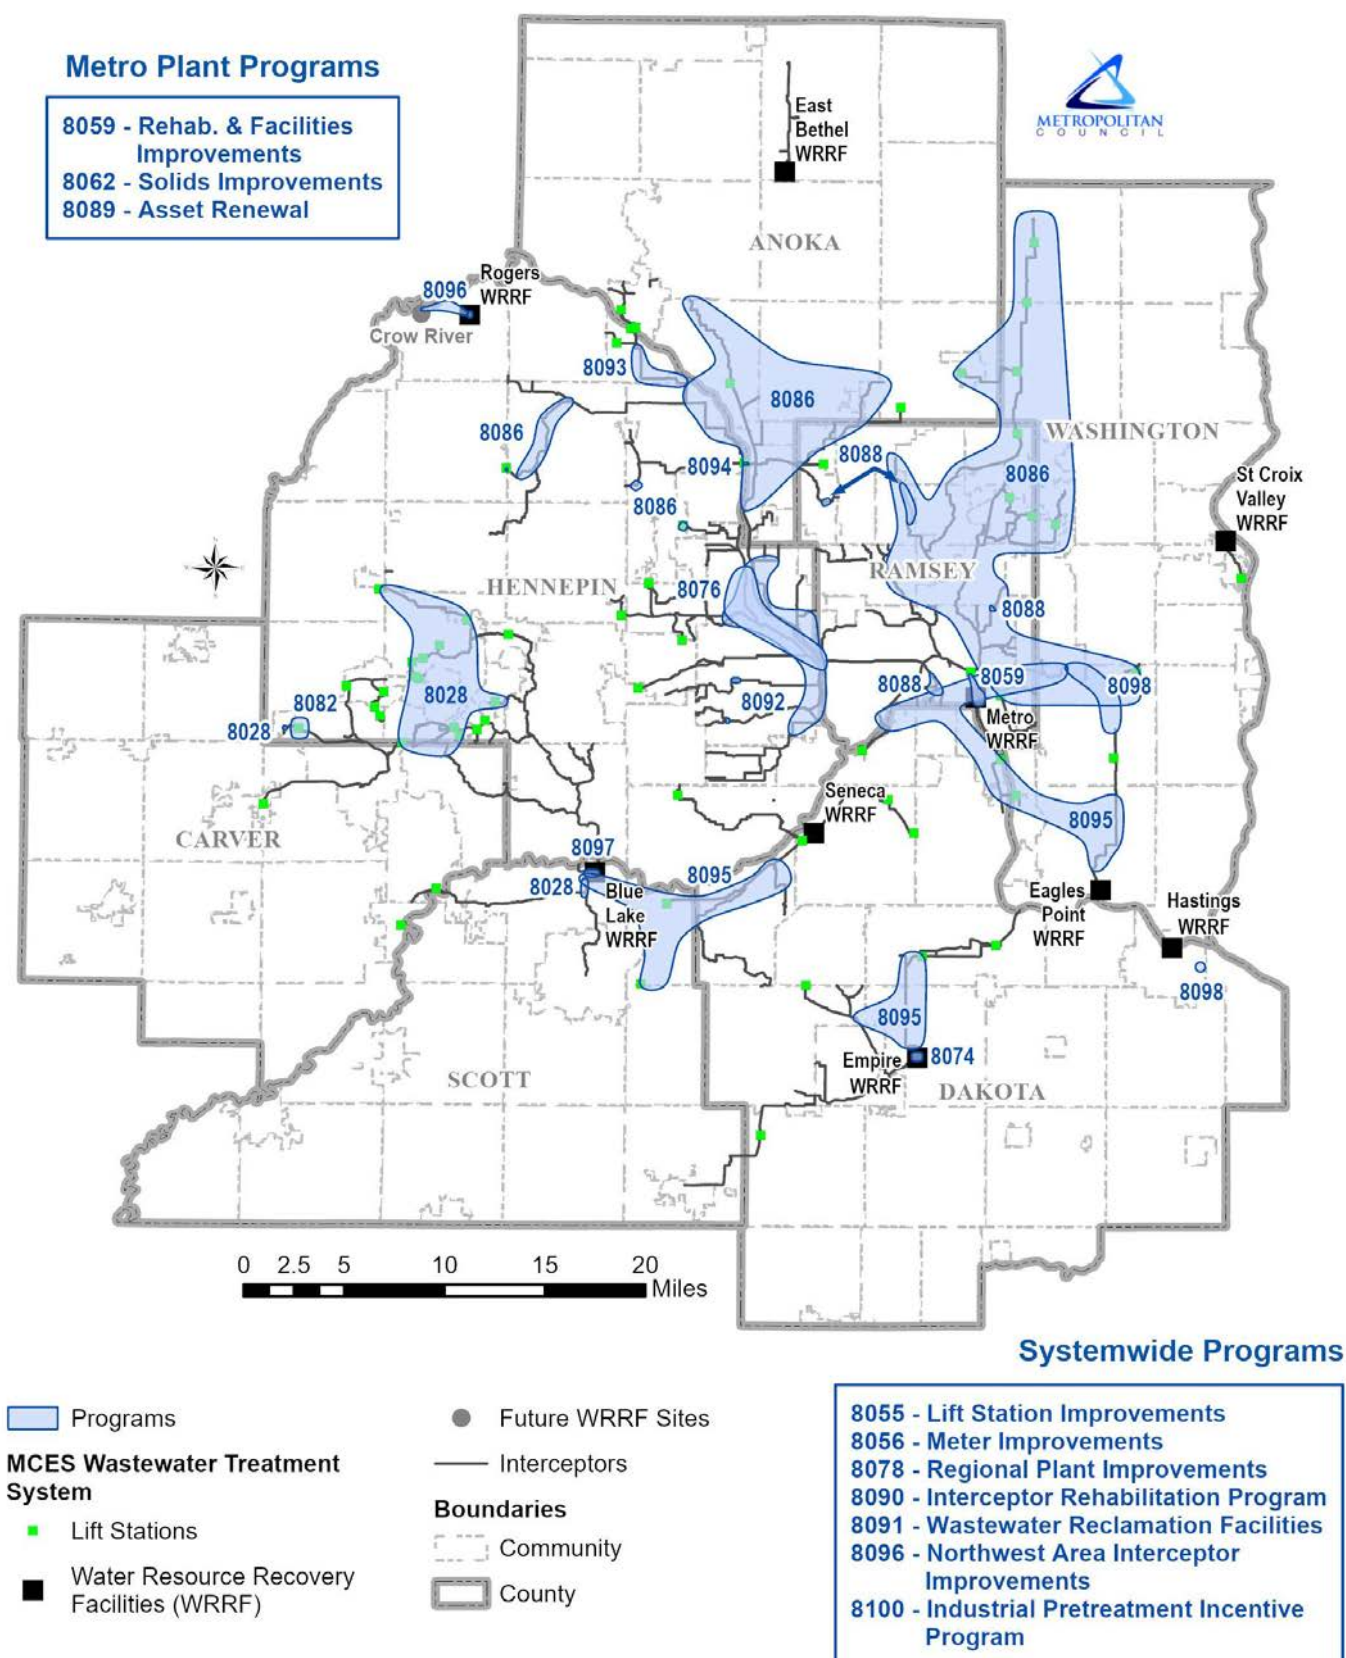 Metro Plant Programs
8059 - Rehab. & Facilities
Improvements
8062 - Solids Improvements
8089 - Asset Renewal
METROPOLITAN
COUNCIL
East
Bethel
WRRF
ANOKA
Rogers
WRRF
8096
Crow River
8093
8086
8086
WASHINGTON
8094
8088
8086
St Croix
Valley
WRRF
8086
HENNEPIN
8076
RAMSEY
8088
8082
8028
8028
8092
8088
8059
8098
Metro
WRRF
Seneca
WRRF
8095
CARVER
8097
8028
Blue
Lake
WRRF
8095
Eagles
Point
WRRF
Hastings
WRRF
8098
8095
Empire
WRRF
8074
SCOTT
DAKOTA
0 2.5 5 10 15 20
Miles
Programs
MCES Wastewater Treatment
System
Lift Stations
Water Resource Recovery
Facilities (WRRF)
Future WRRF Sites
Interceptors
Boundaries
Community
County
Systemwide Programs
8055 - Lift Station Improvements
8056 - Meter Improvements
8078 - Regional Plant Improvements
8090 - Interceptor Rehabilitation Program
8091 - Wastewater Reclamation Facilities
8096 - Northwest Area Interceptor
Improvements
8100 - Industrial Pretreatment Incentive
Program